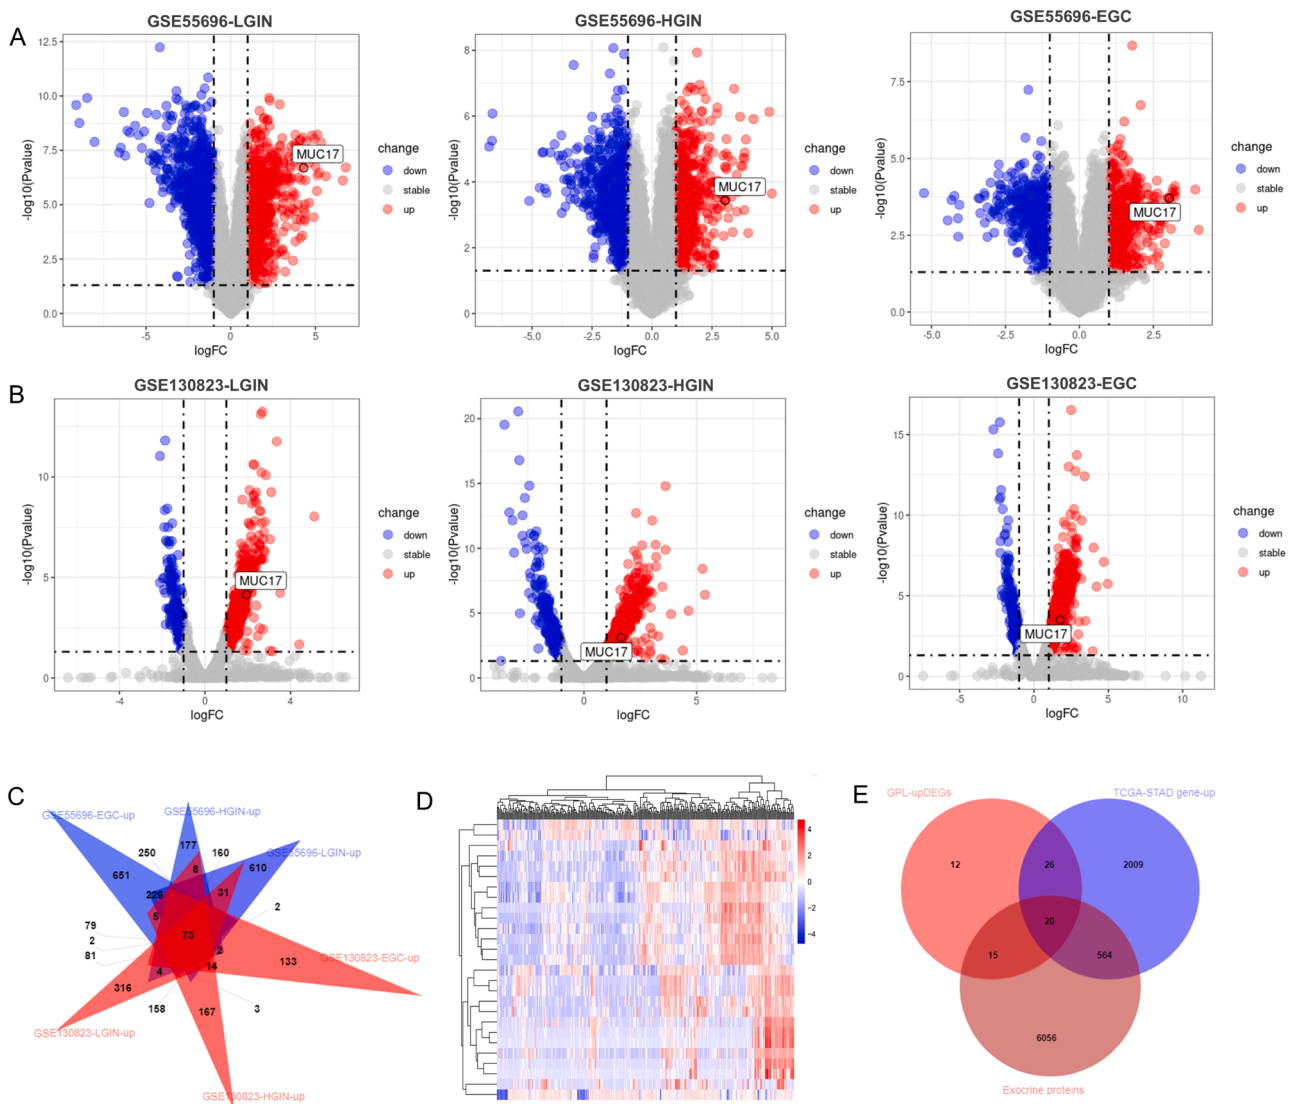 A
GSE55696-LGIN
GSE55696-HGIN
GSE55696-EGC
12.5
10.0
7.5
5.0
2.5
0.0
-log10(Pvalue)
MUC17
-5
0
5
logFC
change
down
stable
up
8
6
4
2
0
-log10(Pvalue)
MUC17
-5.0
-2.5
0.0
2.5
5.0
logFC
change
down
stable
up
7.5
5.0
2.5
0.0
-log10(Pvalue)
MUC17
-5.0
-2.5
0.0
2.5
logFC
change
down
stable
up
B
GSE130823-LGIN
GSE130823-HGIN
GSE130823-EGC
10
5
0
-log10(Pvalue)
MUC17
-4
0
4
logFC
change
down
stable
up
20
15
10
5
0
-log10(Pvalue)
MUC17
0
5
logFC
change
down
stable
up
15
10
5
0
-log10(Pvalue)
MUC17
-5
0
5
10
logFC
change
down
stable
up
C
GSE55696-EGC-up
GSE55696-HGIN-up
GSE55696-LGIN-up
250
177
160
8
610
651
226
31
5
2
79
2
81
73
2
133
GSE130823-EGC-up
4
14
316
158
167
3
GSE130823-LGIN-up
GSE130823-HGIN-up
D
4
2
0
-2
-4
E
GPL-upDEGs
TCGA-STAD gene-up
12
26
2009
20
15
564
6056
Exocrine proteins